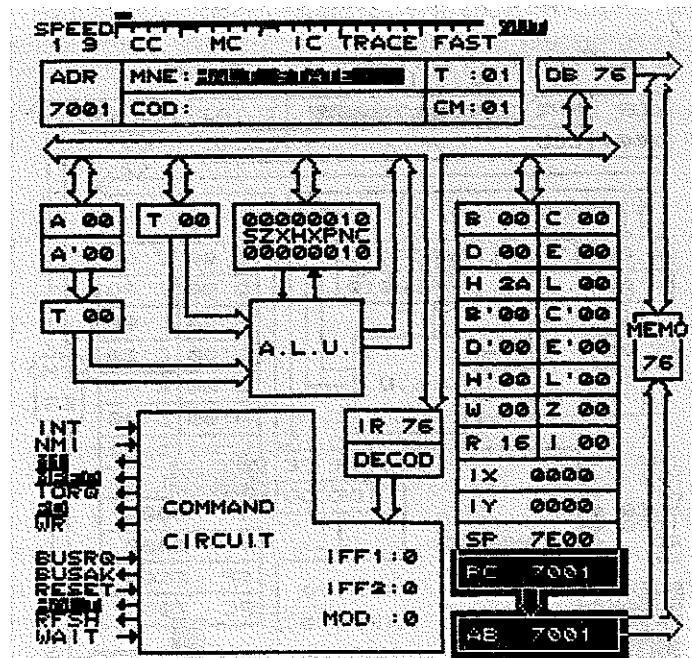 SPEED
1 9 CC MC IC TRACE FAST
ADR MNE: T :01 DB 76
7001 COD: CM:01
A 00 T 00 00000010 B 00 C 00
SZXHXPNC
A'00 00000010 D 00 E 00
H 2A L 00
T 00 B'00 C'00 MEMO
A.L.U. D'00 E'00 76
H'00 L'00
IR 76 W 00 Z 00
DECOD R 16 I 00
INT
NMI
IORQ
WR
COMMAND
CIRCUIT
IX 0000
IY 0000
SP 7E00
BUSRQ
BUSAK
RESET
RFSH
WAIT
IFF1:0
IFF2:0
MOD :0
PC 7001
AB 7001